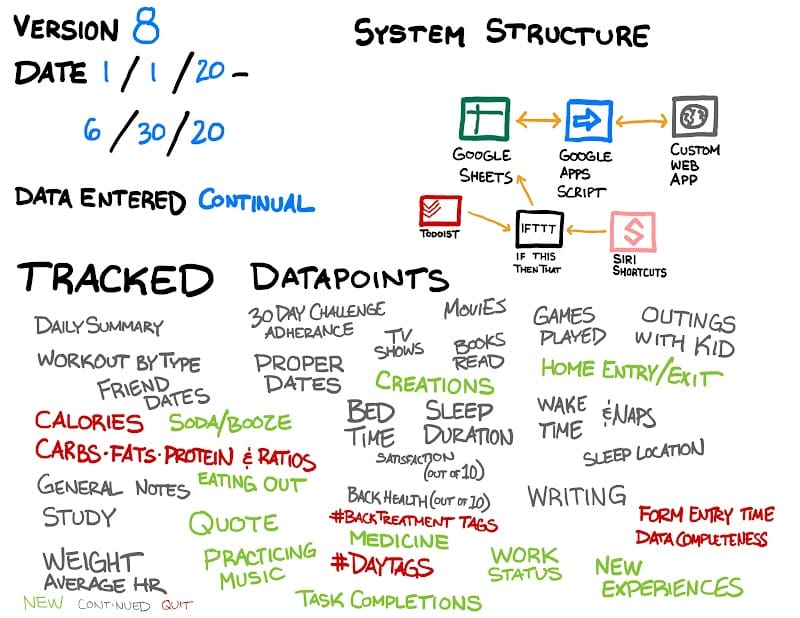 VERSION 8
DATE 1/1/20 -
6/30/20
DATA ENTERED CONTINUAL
SYSTEM STRUCTURE
GOOGLE
SHEETS
GOOGLE
APPS
SCRIPT
CUSTOM
WEB
APP
TODOIST
IFTTT
IF THIS
THEN THAT
SIRI
SHORTCUTS
TRACKED DATAPOINTS
DAILY SUMMARY
30 DAY CHALLENGE
ADHERANCE
MOVIES
GAMES
PLAYED
OUTINGS
WITH KID
TV
SHOWS
BOOKS
READ
WORKOUT BY TYPE
PROPER
DATES
CREATIONS
HOME ENTRY/EXIT
FRIEND
DATES
CALORIES
SODA/BOOZE
BED
TIME
SLEEP
DURATION
WAKE
TIME
& NAPS
CARBS·FATS·PROTEIN & RATIOS
SATISFACTION
(OUT OF 10)
SLEEP LOCATION
GENERAL NOTES
EATING OUT
BACK HEALTH (OUT OF 10)
WRITING
STUDY
QUOTE
#BACKTREATMENT TAGS
FORM ENTRY TIME
DATA COMPLETENESS
MEDICINE
WEIGHT
AVERAGE HR
PRACTICING
MUSIC
#DAYTAGS
WORK
STATUS
NEW
EXPERIENCES
NEW CONTINUED QUIT
TASK COMPLETIONS